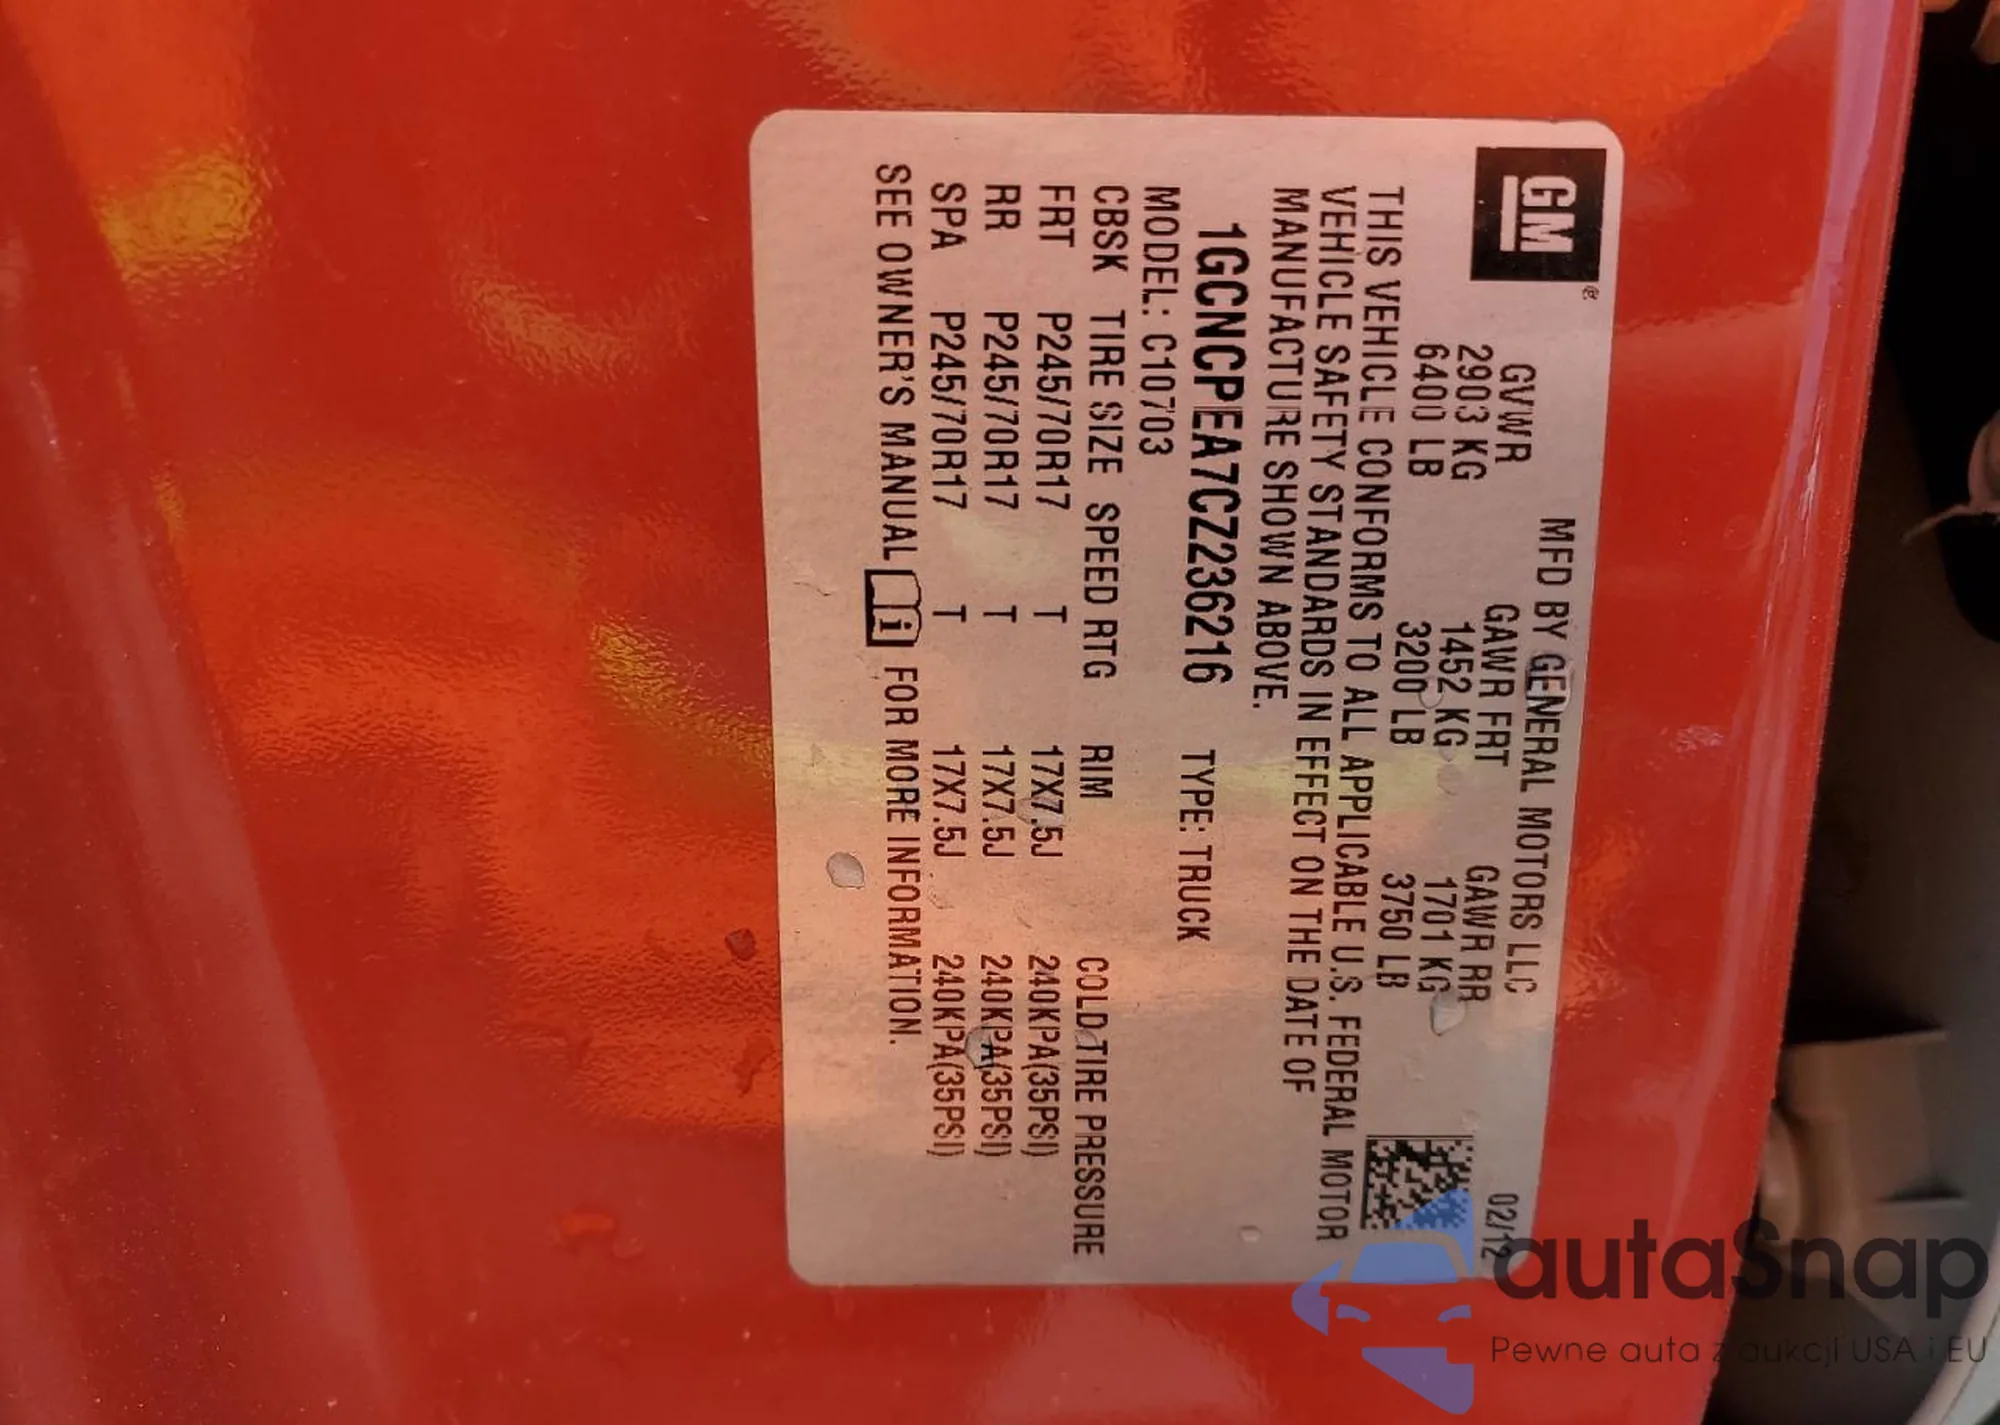 GM®
MFD BY GENERAL MOTORS LLC 02/12
GVWR GAWR FRT GAWR RR
2903 KG 1452 KG 1701 KG
6400 LB 3200 LB 3750 LB
THIS VEHICLE CONFORMS TO ALL APPLICABLE U.S. FEDERAL MOTOR
VEHICLE SAFETY STANDARDS IN EFFECT ON THE DATE OF
MANUFACTURE SHOWN ABOVE.
1GCNCPEA7CZ236216 TYPE: TRUCK
MODEL: C10703
CBSK TIRE SIZE SPEED RTG RIM COLD TIRE PRESSURE
FRT P245/70R17 T 17X7.5J 240KPA(35PSI)
RR P245/70R17 T 17X7.5J 240KPA(35PSI)
SPA P245/70R17 T 17X7.5J 240KPA(35PSI)
SEE OWNER'S MANUAL i FOR MORE INFORMATION.
autaSnap
Pewne auta z aukcji USA i EU